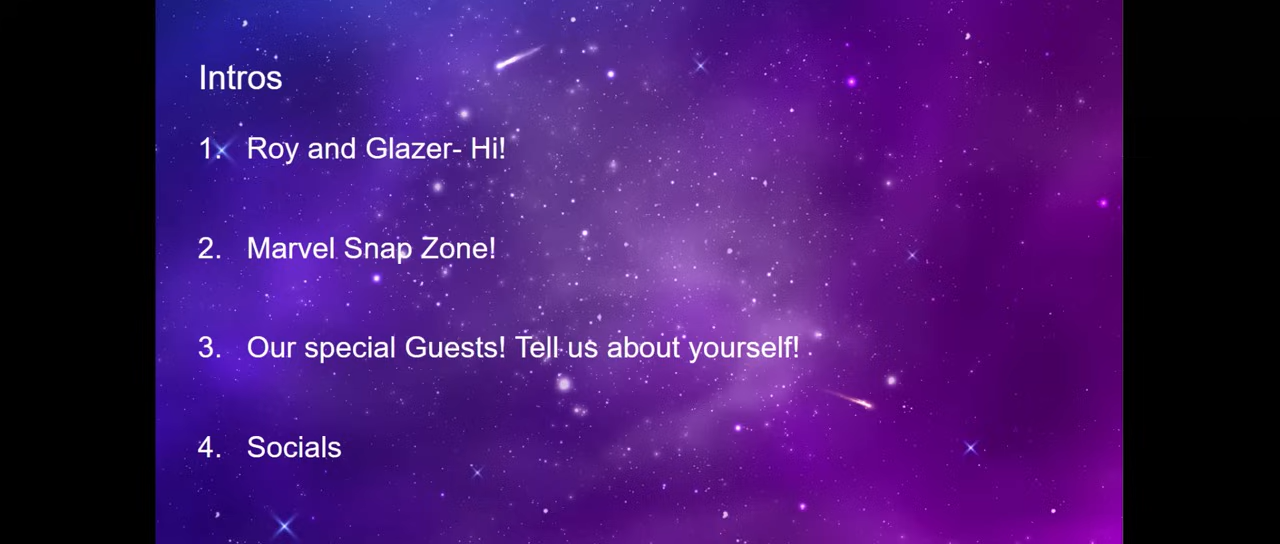 Intros
1. Roy and Glazer- Hi!
2. Marvel Snap Zone!
3. Our special Guests! Tell us about yourself!
4. Socials